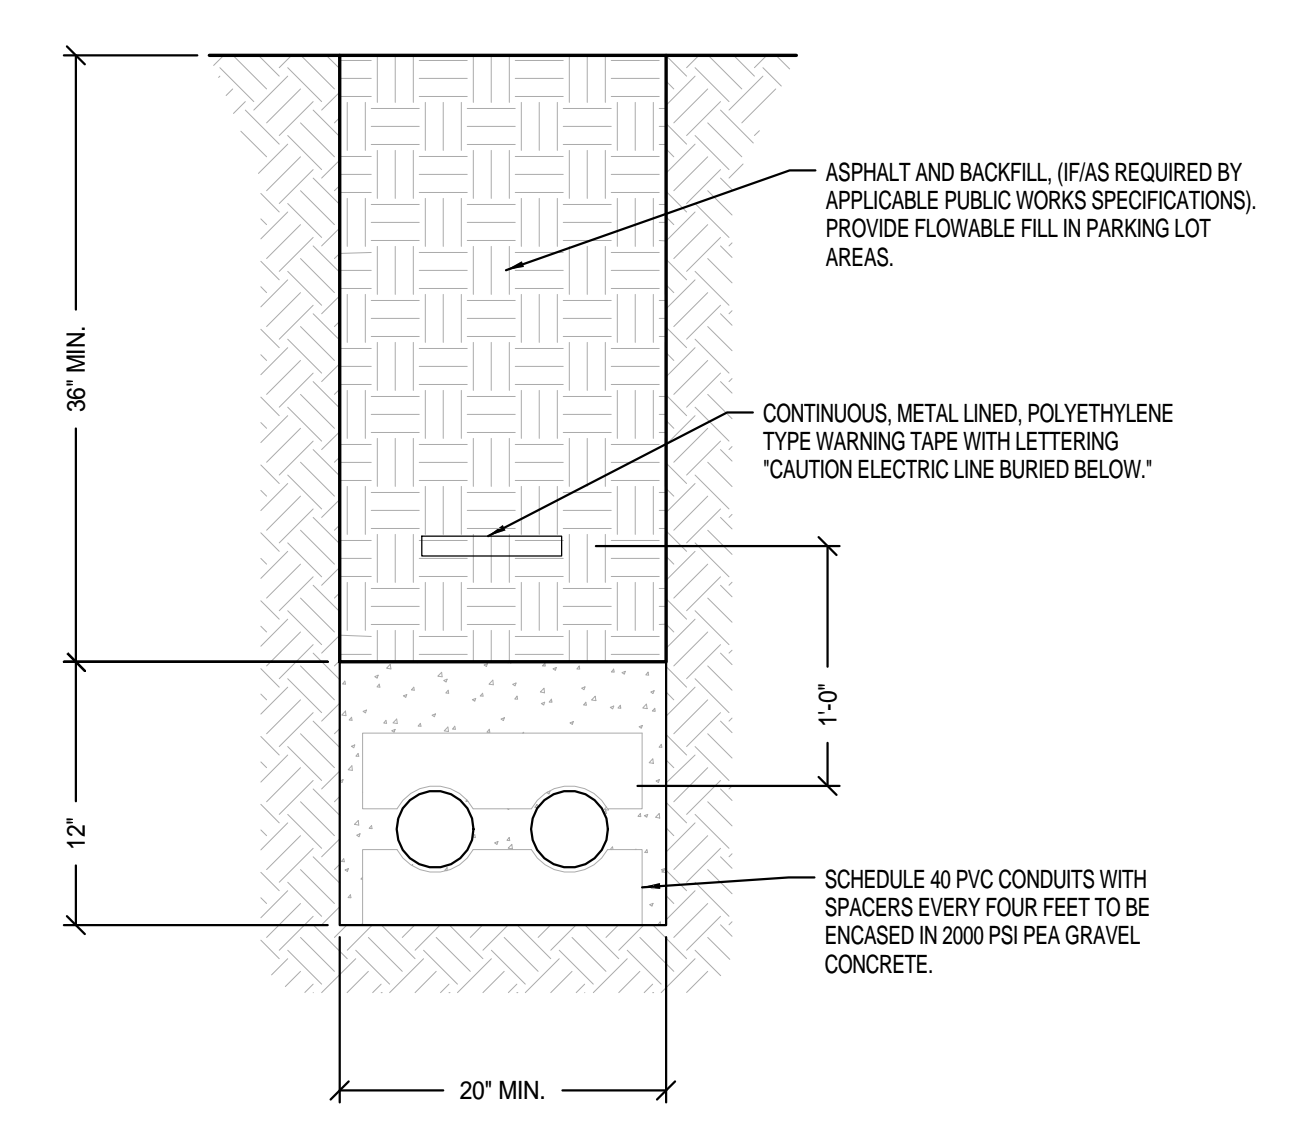 ASPHALT AND BACKFILL, (IF/AS REQUIRED BY
APPLICABLE PUBLIC WORKS SPECIFICATIONS).
PROVIDE FLOWABLE FILL IN PARKING LOT
AREAS.
36" MIN.
CONTINUOUS, METAL LINED, POLYETHYLENE
TYPE WARNING TAPE WITH LETTERING
"CAUTION ELECTRIC LINE BURIED BELOW."
1'-0"
12"
SCHEDULE 40 PVC CONDUITS WITH
SPACERS EVERY FOUR FEET TO BE
ENCASED IN 2000 PSI PEA GRAVEL
CONCRETE.
20" MIN.